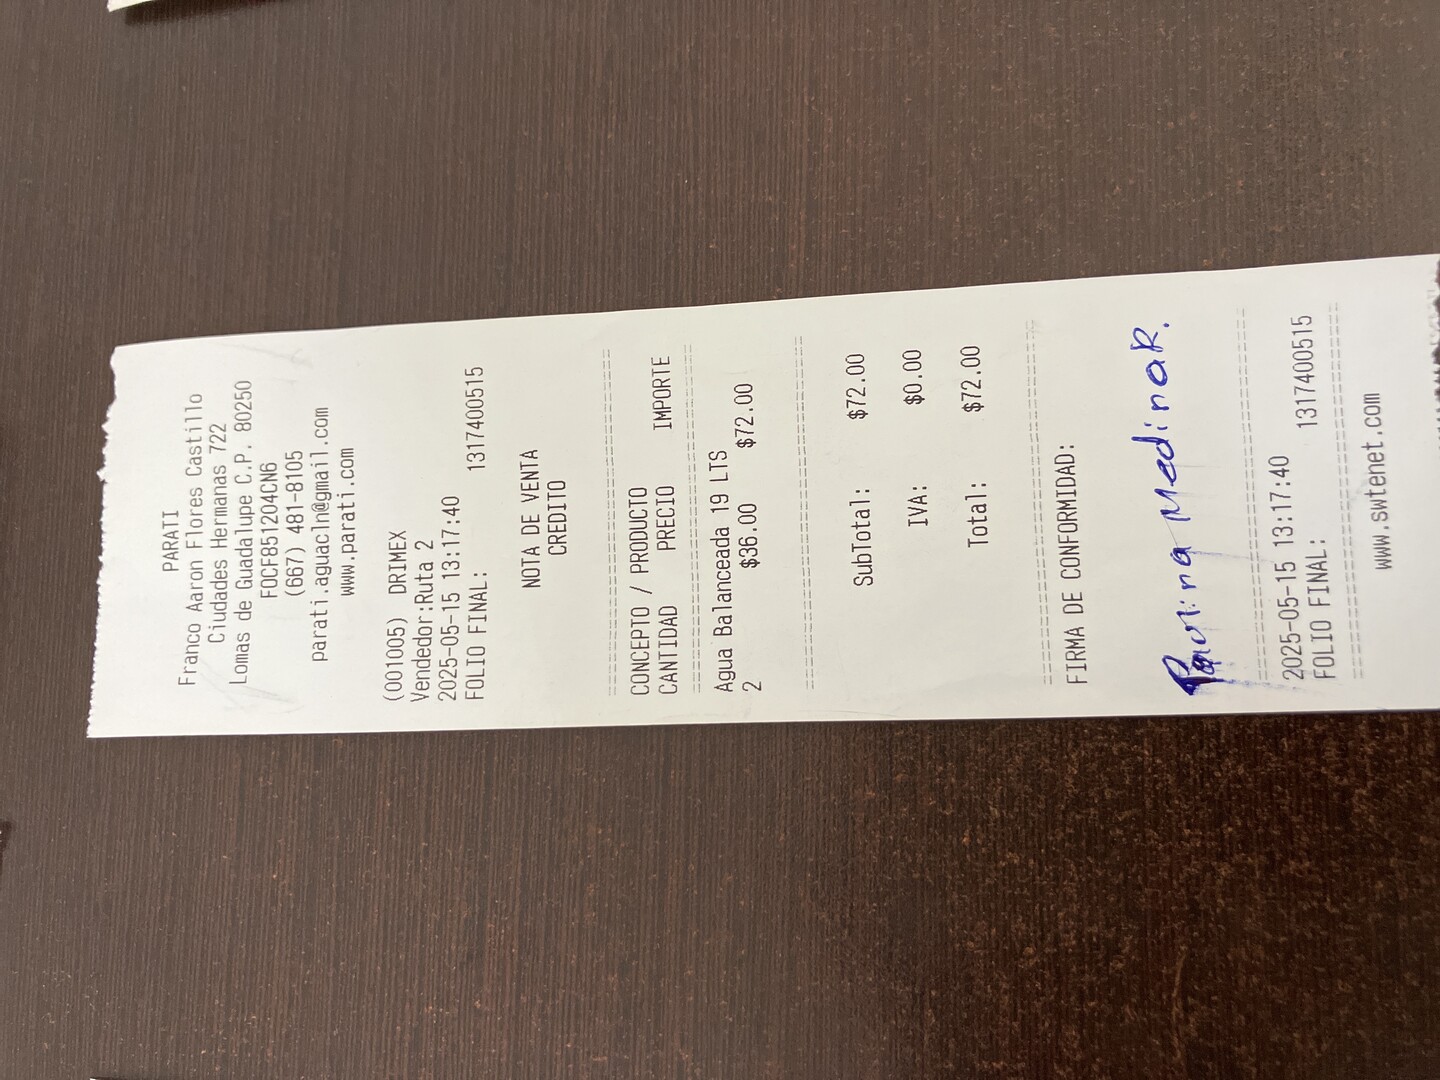 PARATI
Franco Aaron Flores Castillo
Ciudades Hermanas 722
Lomas de Guadalupe C.P. 80250
FOCF851204CN6
(667) 481-8105
parati.aguacln@gmail.com
www.parati.com
(001005) DRIMEX
Vendedor:Ruta 2
2025-05-15 13:17:40
FOLIO FINAL: 1317400515
NOTA DE VENTA
CREDITO
CONCEPTO / PRODUCTO
CANTIDAD PRECIO IMPORTE
Agua Balanceada 19 LTS
2 $36.00 $72.00
SubTotal: $72.00
IVA: $0.00
Total: $72.00
FIRMA DE CONFORMIDAD:
Paulina Medina R.
2025-05-15 13:17:40
FOLIO FINAL: 1317400515
www.swtenet.com